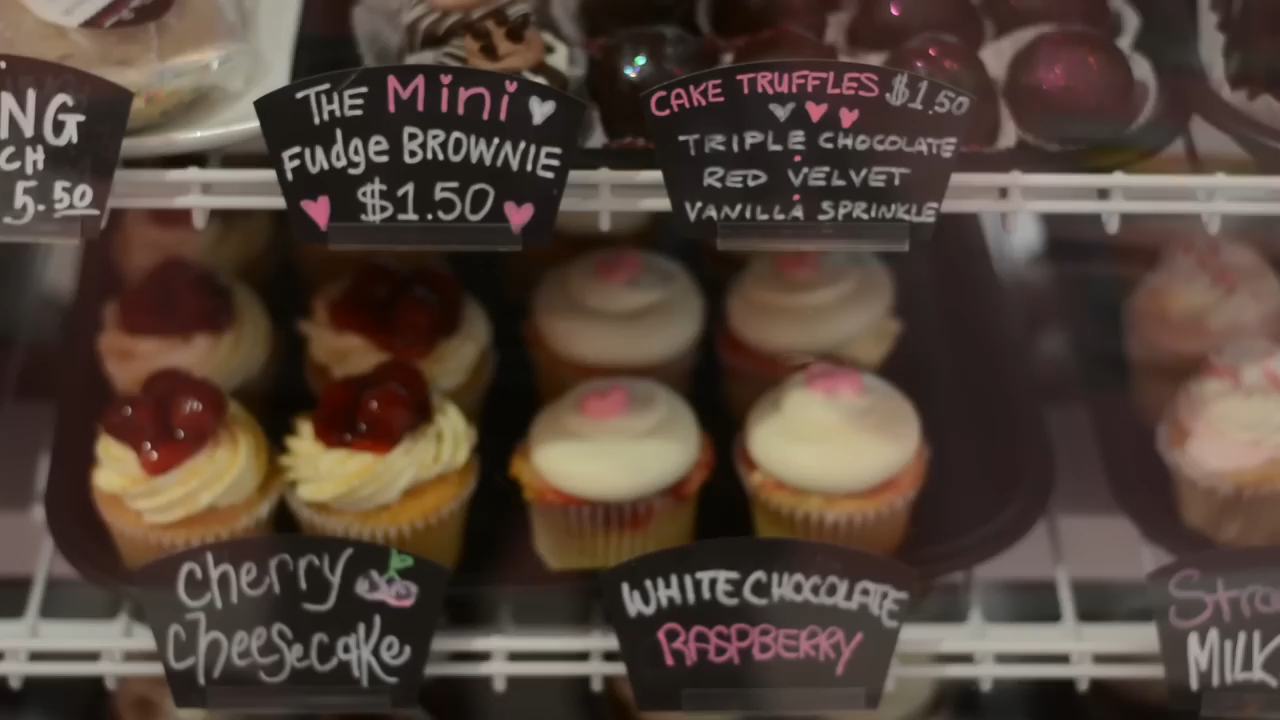 NG
CH
5.50
THE Mini
Fudge BROWNIE
$1.50
CAKE TRUFFLES $1.50
TRIPLE CHOCOLATE
RED VELVET
VANILLA SPRINKLE
cherry
cheesecake
WHITE CHOCOLATE
RASPBERRY
Stra
MILK